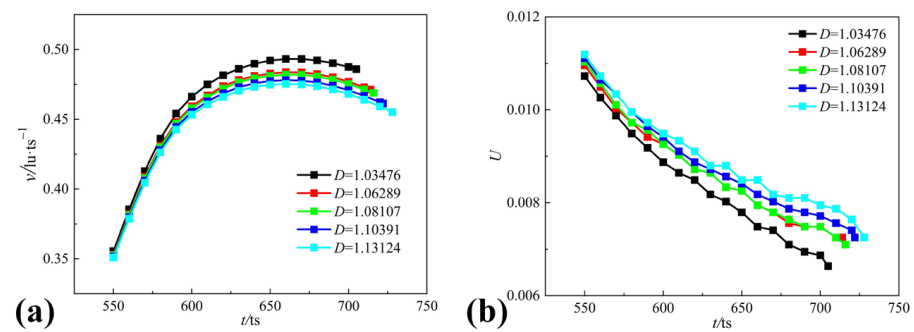 (a)
v/lu·ts⁻¹
0.50
0.45
0.40
0.35
550 600 650 700 750
t/ts
D=1.03476
D=1.06289
D=1.08107
D=1.10391
D=1.13124
(b)
U
0.012
0.010
0.008
0.006
550 600 650 700 750
t/ts
D=1.03476
D=1.06289
D=1.08107
D=1.10391
D=1.13124